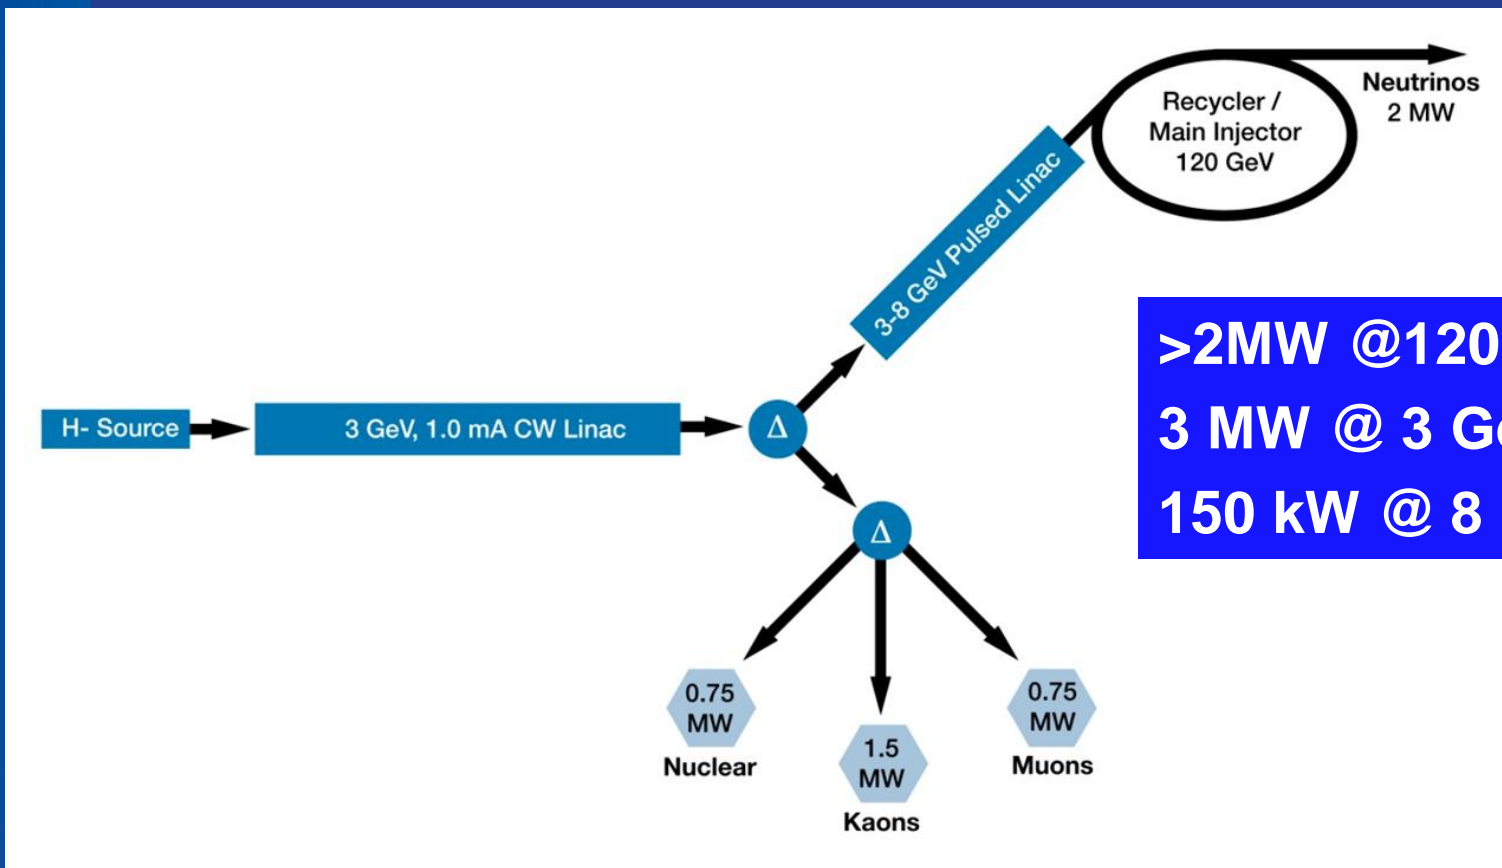 Neutrinos
2 MW
Recycler /
Main Injector
120 GeV
3-8 GeV Pulsed Linac
>2MW @120
3 MW @ 3 G
150 kW @ 8
H- Source
3 GeV, 1.0 mA CW Linac
Δ
Δ
0.75
MW
Nuclear
1.5
MW
Kaons
0.75
MW
Muons